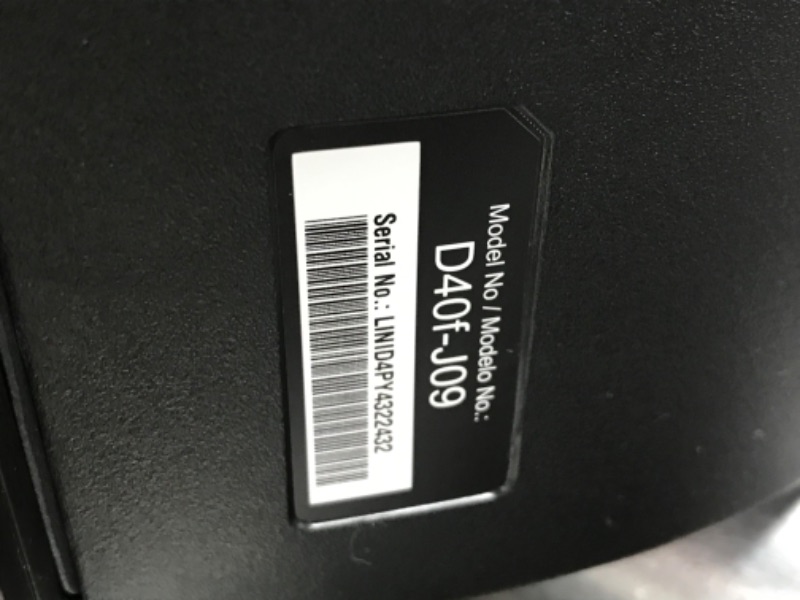 Model No / Modelo No.:
D40f-J09
Serial No.: LINID4PY4322432